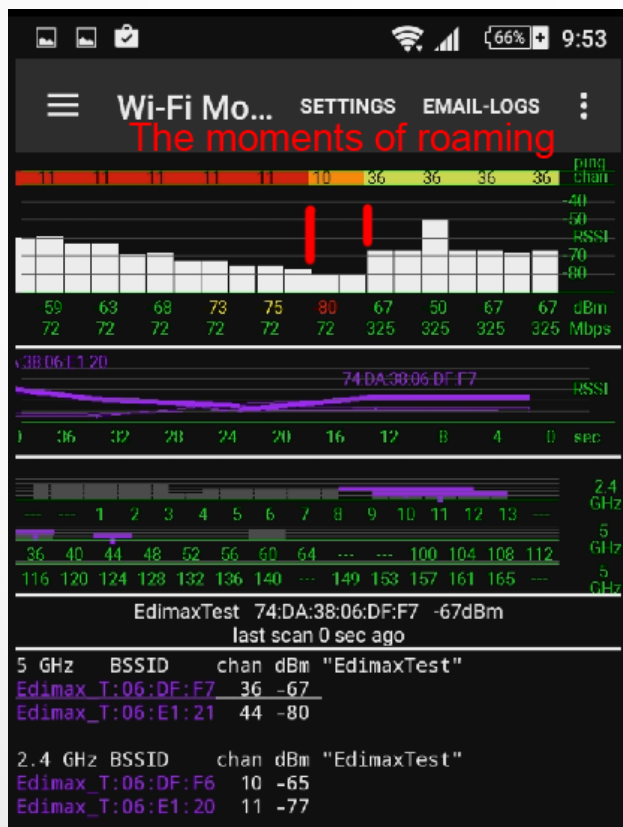 66% 9:53
Wi-Fi Mo... SETTINGS EMAIL-LOGS
The moments of roaming
ping
11 11 11 11 11 10 36 36 36 36 chan
-40
-50
RSSI
-70
-80
59 63 68 73 75 80 67 50 67 67 dBm
72 72 72 72 72 72 325 325 325 325 Mbps
:38:06:E1:20
74:DA:38:06:DF:F7
RSSI
36 32 28 24 20 16 12 8 4 0 sec
2.4
GHz
--- --- 1 2 3 4 5 6 7 8 9 10 11 12 13 ---
5
GHz
36 40 44 48 52 56 60 64 --- --- 100 104 108 112
5
GHz
116 120 124 128 132 136 140 --- 149 153 157 161 165 ---
EdimaxTest 74:DA:38:06:DF:F7 -67dBm
last scan 0 sec ago
5 GHz BSSID chan dBm "EdimaxTest"
Edimax_T:06:DF:F7 36 -67
Edimax_T:06:E1:21 44 -80
2.4 GHz BSSID chan dBm "EdimaxTest"
Edimax_T:06:DF:F6 10 -65
Edimax_T:06:E1:20 11 -77